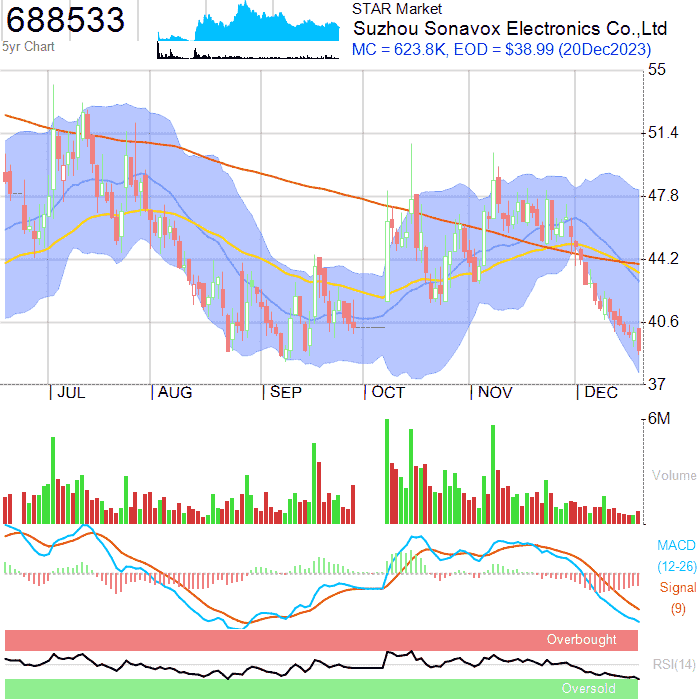 688533
5yr Chart
STAR Market
Suzhou Sonavox Electronics Co.,Ltd
MC = 623.8K, EOD = $38.99 (20Dec2023)
55
51.4
47.8
44.2
40.6
37
JUL AUG SEP OCT NOV DEC
6M
Volume
MACD
(12-26)
Signal
(9)
Overbought
RSI(14)
Oversold